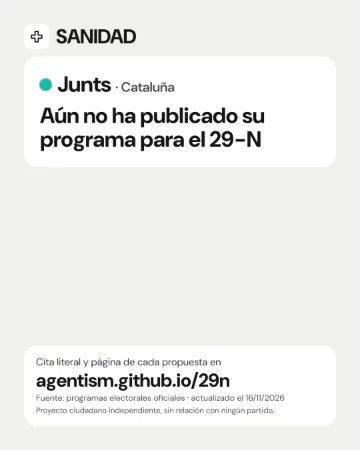 SANIDAD
Junts · Cataluña
Aún no ha publicado su
programa para el 29-N
Cita literal y página de cada propuesta en
agentism.github.io/29n
Fuente: programas electorales oficiales · actualizado el 16/11/2026
Proyecto ciudadano independiente, sin relación con ningún partido.